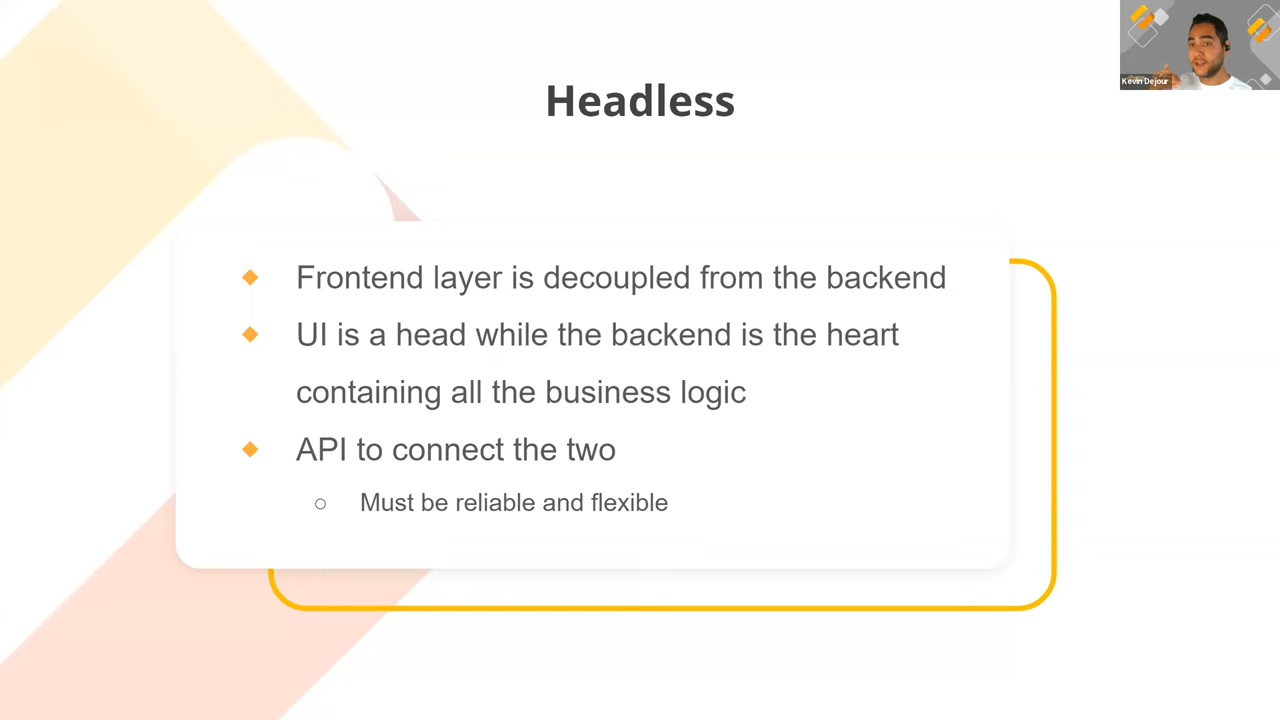 Headless
Kevin Dejour
Frontend layer is decoupled from the backend
UI is a head while the backend is the heart
containing all the business logic
API to connect the two
Must be reliable and flexible